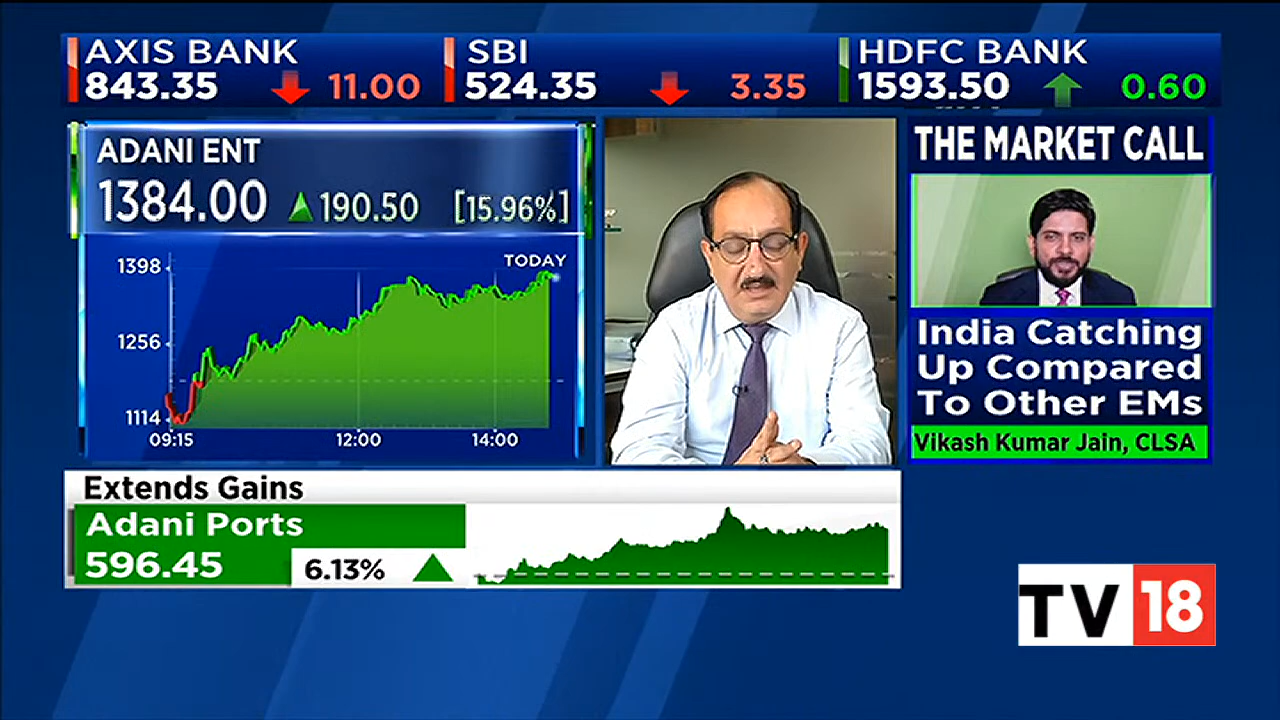 AXIS BANK
843.35 11.00
SBI
524.35 3.35
HDFC BANK
1593.50 0.60
ADANI ENT
1384.00 190.50 [15.96%]
TODAY
1398
1256
1114
09:15 12:00 14:00
THE MARKET CALL
India Catching
Up Compared
To Other EMs
Vikash Kumar Jain, CLSA
Extends Gains
Adani Ports
596.45 6.13%
TV18